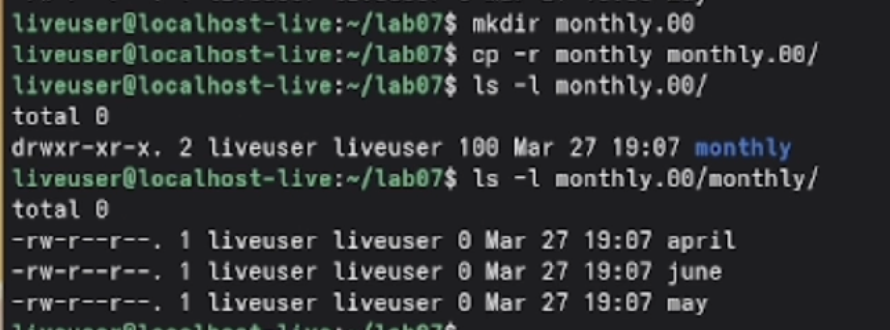 liveuser@localhost-live:~/lab07$ mkdir monthly.00
liveuser@localhost-live:~/lab07$ cp -r monthly monthly.00/
liveuser@localhost-live:~/lab07$ ls -l monthly.00/
total 0
drwxr-xr-x. 2 liveuser liveuser 100 Mar 27 19:07 monthly
liveuser@localhost-live:~/lab07$ ls -l monthly.00/monthly/
total 0
-rw-r--r--. 1 liveuser liveuser 0 Mar 27 19:07 april
-rw-r--r--. 1 liveuser liveuser 0 Mar 27 19:07 june
-rw-r--r--. 1 liveuser liveuser 0 Mar 27 19:07 may